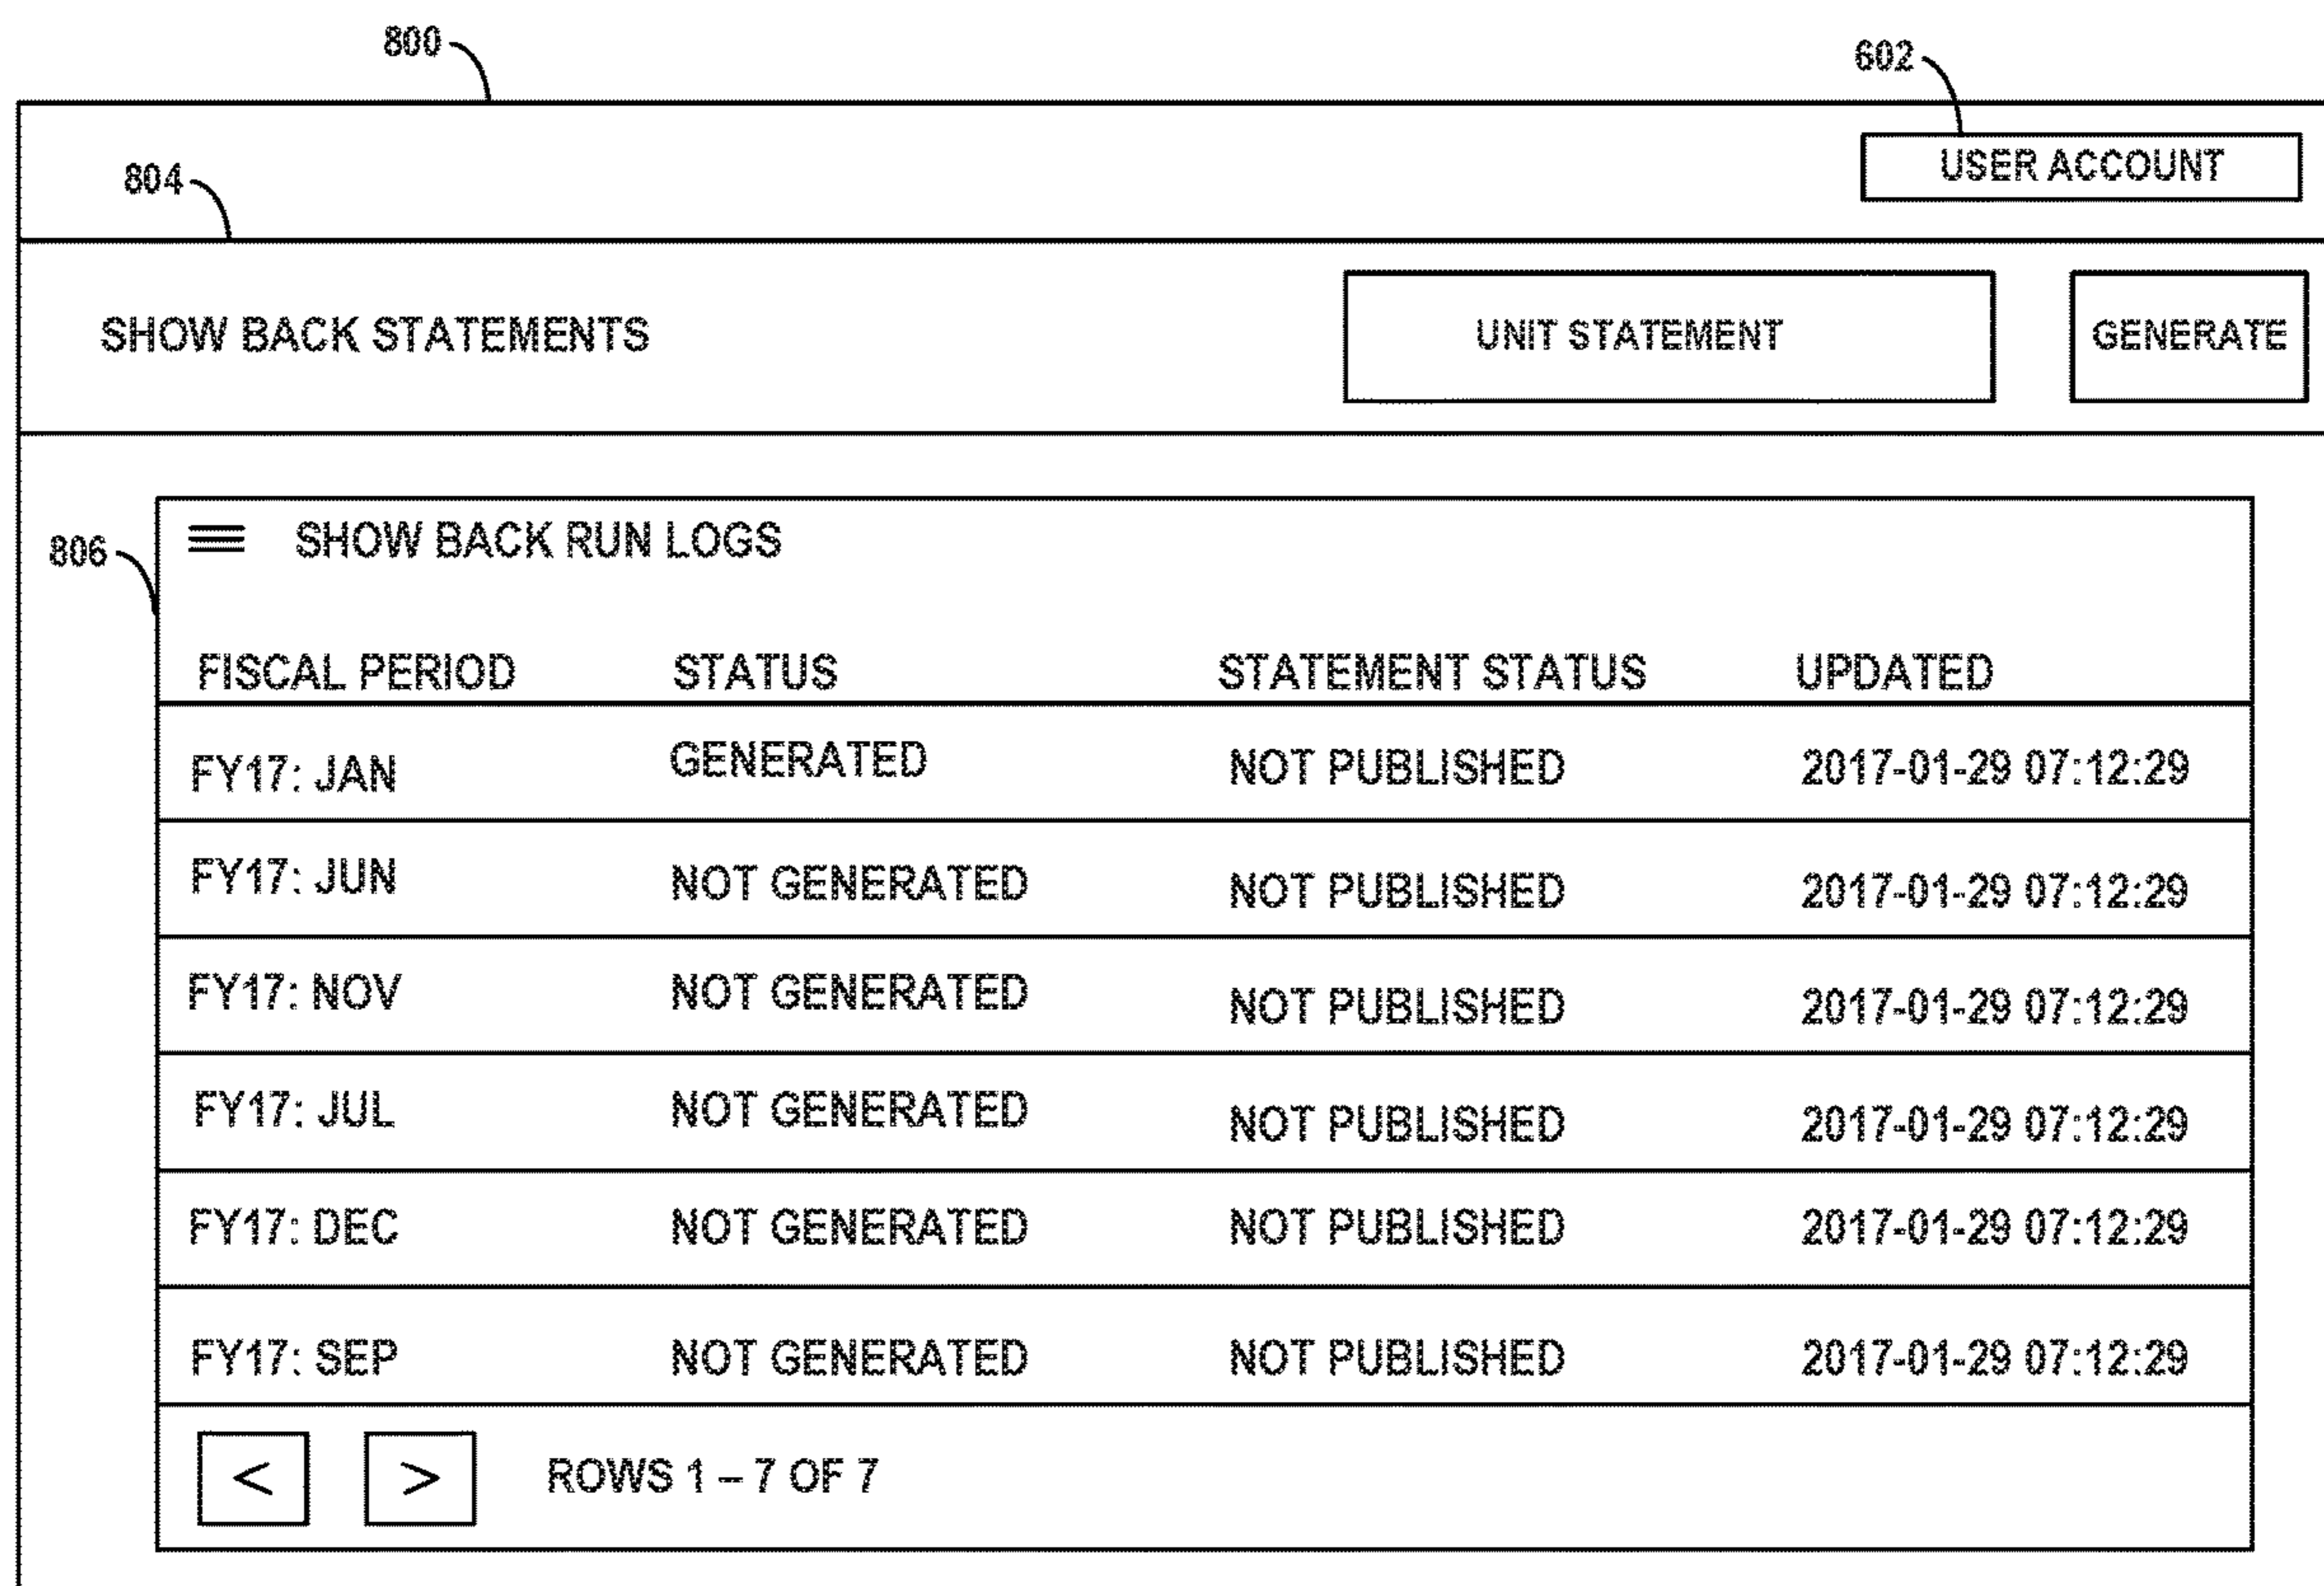 800
602
USER ACCOUNT
804
SHOW BACK STATEMENTS UNIT STATEMENT GENERATE
806
SHOW BACK RUN LOGS
FISCAL PERIOD STATUS STATEMENT STATUS UPDATED
FY17: JAN GENERATED NOT PUBLISHED 2017-01-29 07:12:29
FY17: JUN NOT GENERATED NOT PUBLISHED 2017-01-29 07:12:29
FY17: NOV NOT GENERATED NOT PUBLISHED 2017-01-29 07:12:29
FY17: JUL NOT GENERATED NOT PUBLISHED 2017-01-29 07:12:29
FY17: DEC NOT GENERATED NOT PUBLISHED 2017-01-29 07:12:29
FY17: SEP NOT GENERATED NOT PUBLISHED 2017-01-29 07:12:29
< > ROWS 1 – 7 OF 7